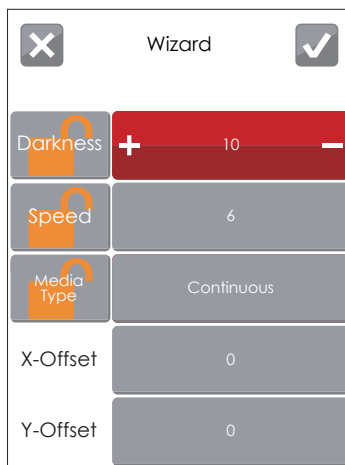 Wizard
Darkness
+ 10 −
Speed
6
Media
Type
Continuous
X-Offset
0
Y-Offset
0